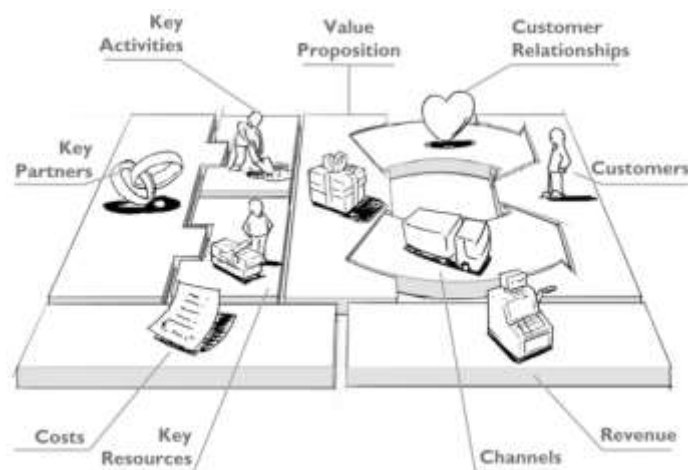 Key
Activities
Value
Proposition
Customer
Relationships
Key
Partners
Customers
Costs
Key
Resources
Channels
Revenue